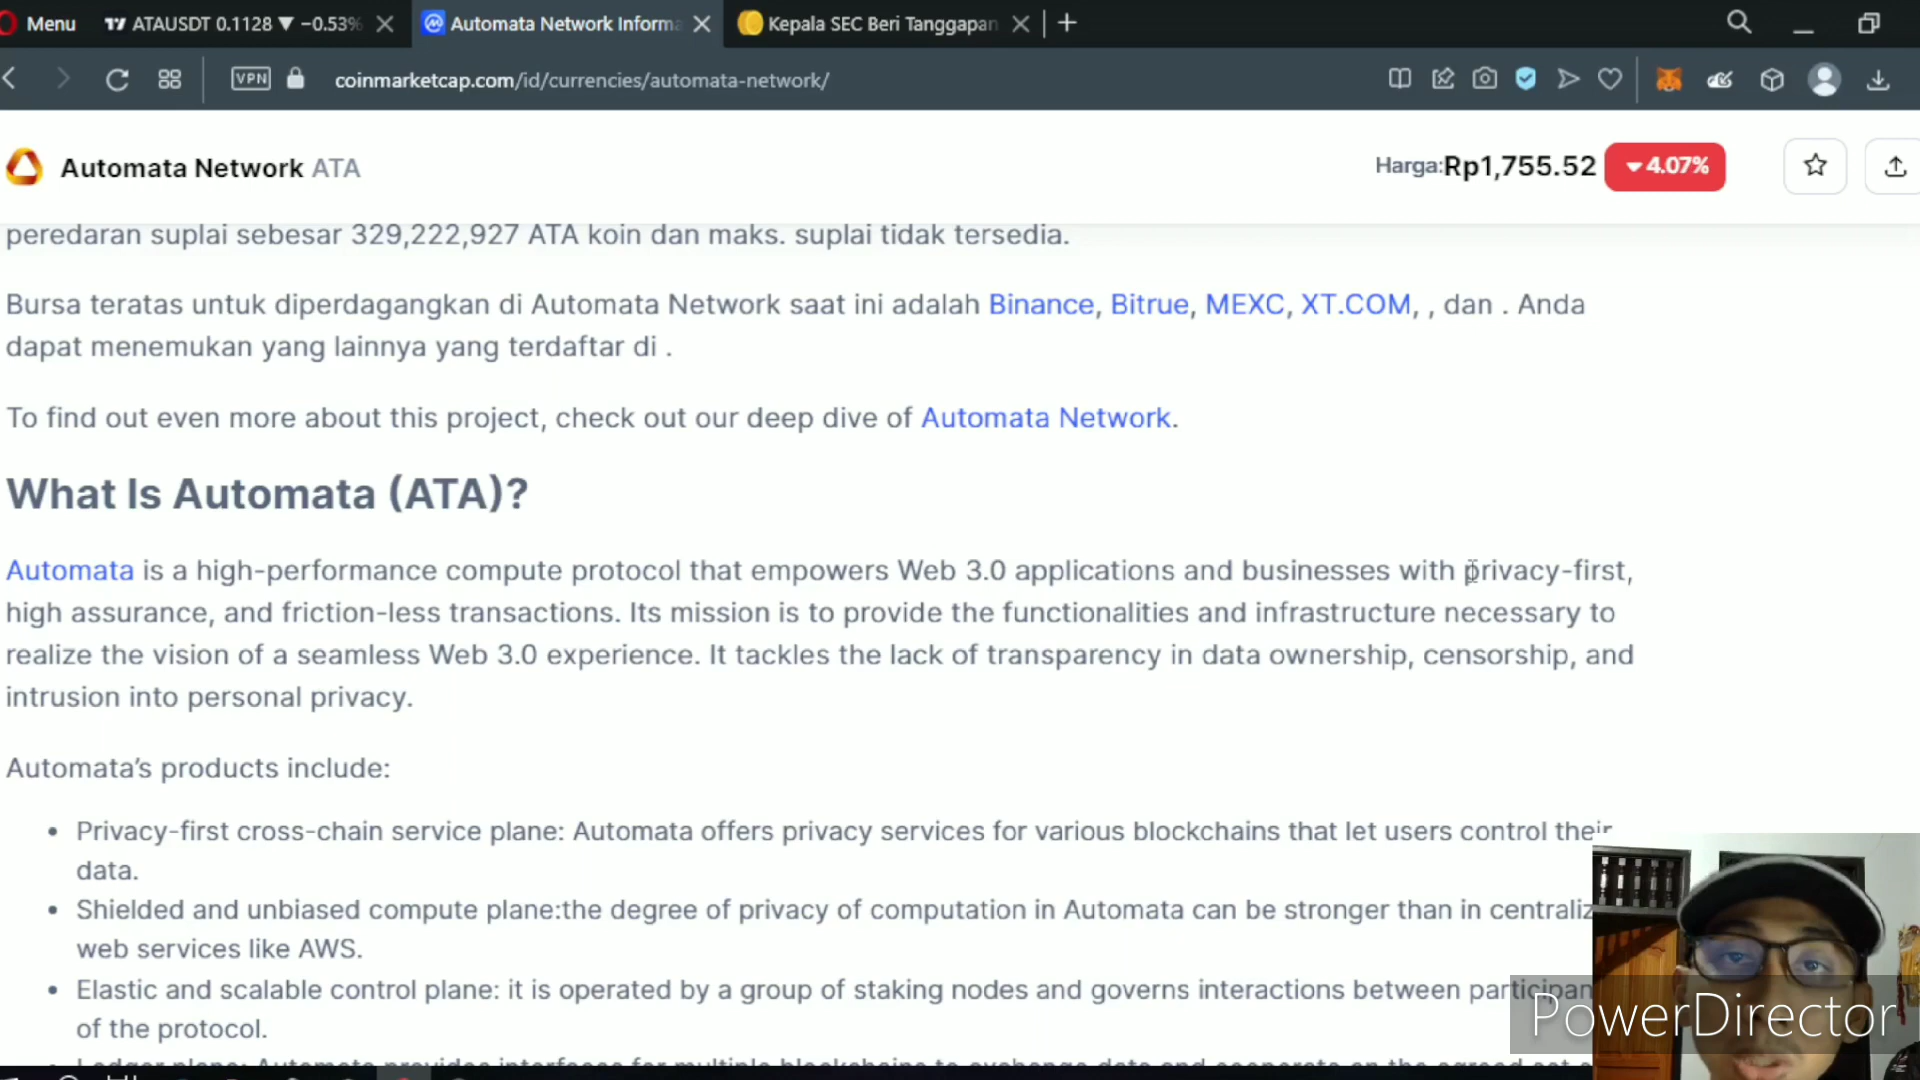 Menu
ATAUSDT 0.1128 ▼ −0.53%
Automata Network Inform
Kepala SEC Beri Tanggapan
VPN
coinmarketcap.com/id/currencies/automata-network/
Automata Network ATA
Harga:Rp1,755.52
4.07%
peredaran suplai sebesar 329,222,927 ATA koin dan maks. suplai tidak tersedia.
Bursa teratas untuk diperdagangkan di Automata Network saat ini adalah Binance, Bitrue, MEXC, XT.COM, , dan . Anda
dapat menemukan yang lainnya yang terdaftar di .
To find out even more about this project, check out our deep dive of Automata Network.
What Is Automata (ATA)?
Automata is a high-performance compute protocol that empowers Web 3.0 applications and businesses with privacy-first,
high assurance, and friction-less transactions. Its mission is to provide the functionalities and infrastructure necessary to
realize the vision of a seamless Web 3.0 experience. It tackles the lack of transparency in data ownership, censorship, and
intrusion into personal privacy.
Automata’s products include:
• Privacy-first cross-chain service plane: Automata offers privacy services for various blockchains that let users control their
data.
• Shielded and unbiased compute plane:the degree of privacy of computation in Automata can be stronger than in centraliz
web services like AWS.
• Elastic and scalable control plane: it is operated by a group of staking nodes and governs interactions between participan
of the protocol.
PowerDirector